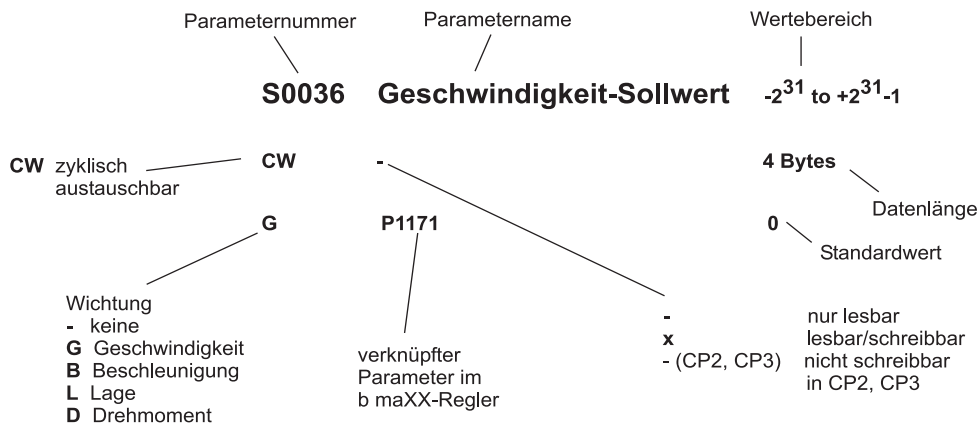 Parameternummer Parametername Wertebereich
S0036 Geschwindigkeit-Sollwert -2^31 to +2^31-1
CW zyklisch austauschbar
CW - 4 Bytes
Datenlänge
G P1171 0
Standardwert
Wichtung
- keine
G Geschwindigkeit
B Beschleunigung
L Lage
D Drehmoment
verknüpfter
Parameter im
b maXX-Regler
- nur lesbar
x lesbar/schreibbar
- (CP2, CP3) nicht schreibbar
in CP2, CP3